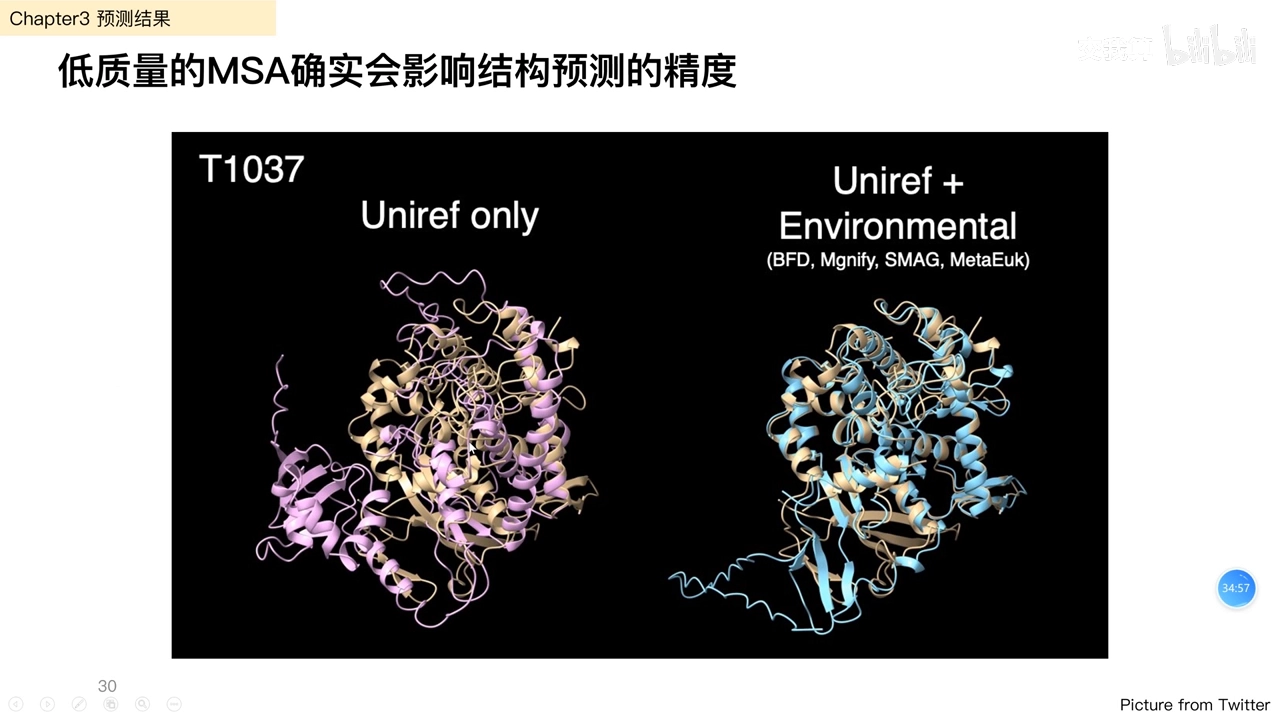 Chapter3 预测结果
bilibili
低质量的MSA确实会影响结构预测的精度
T1037
Uniref only
Uniref +
Environmental
(BFD, Mgnify, SMAG, MetaEuk)
34:57
30
Picture from Twitter